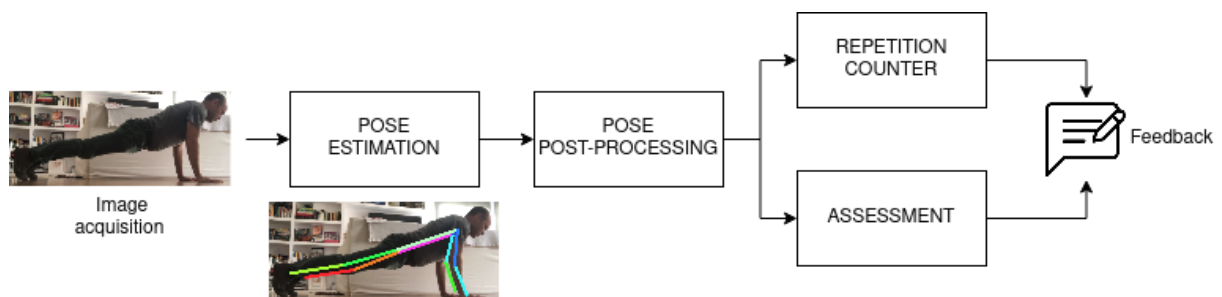 Image
acquisition
POSE
ESTIMATION
POSE
POST-PROCESSING
REPETITION
COUNTER
ASSESSMENT
Feedback